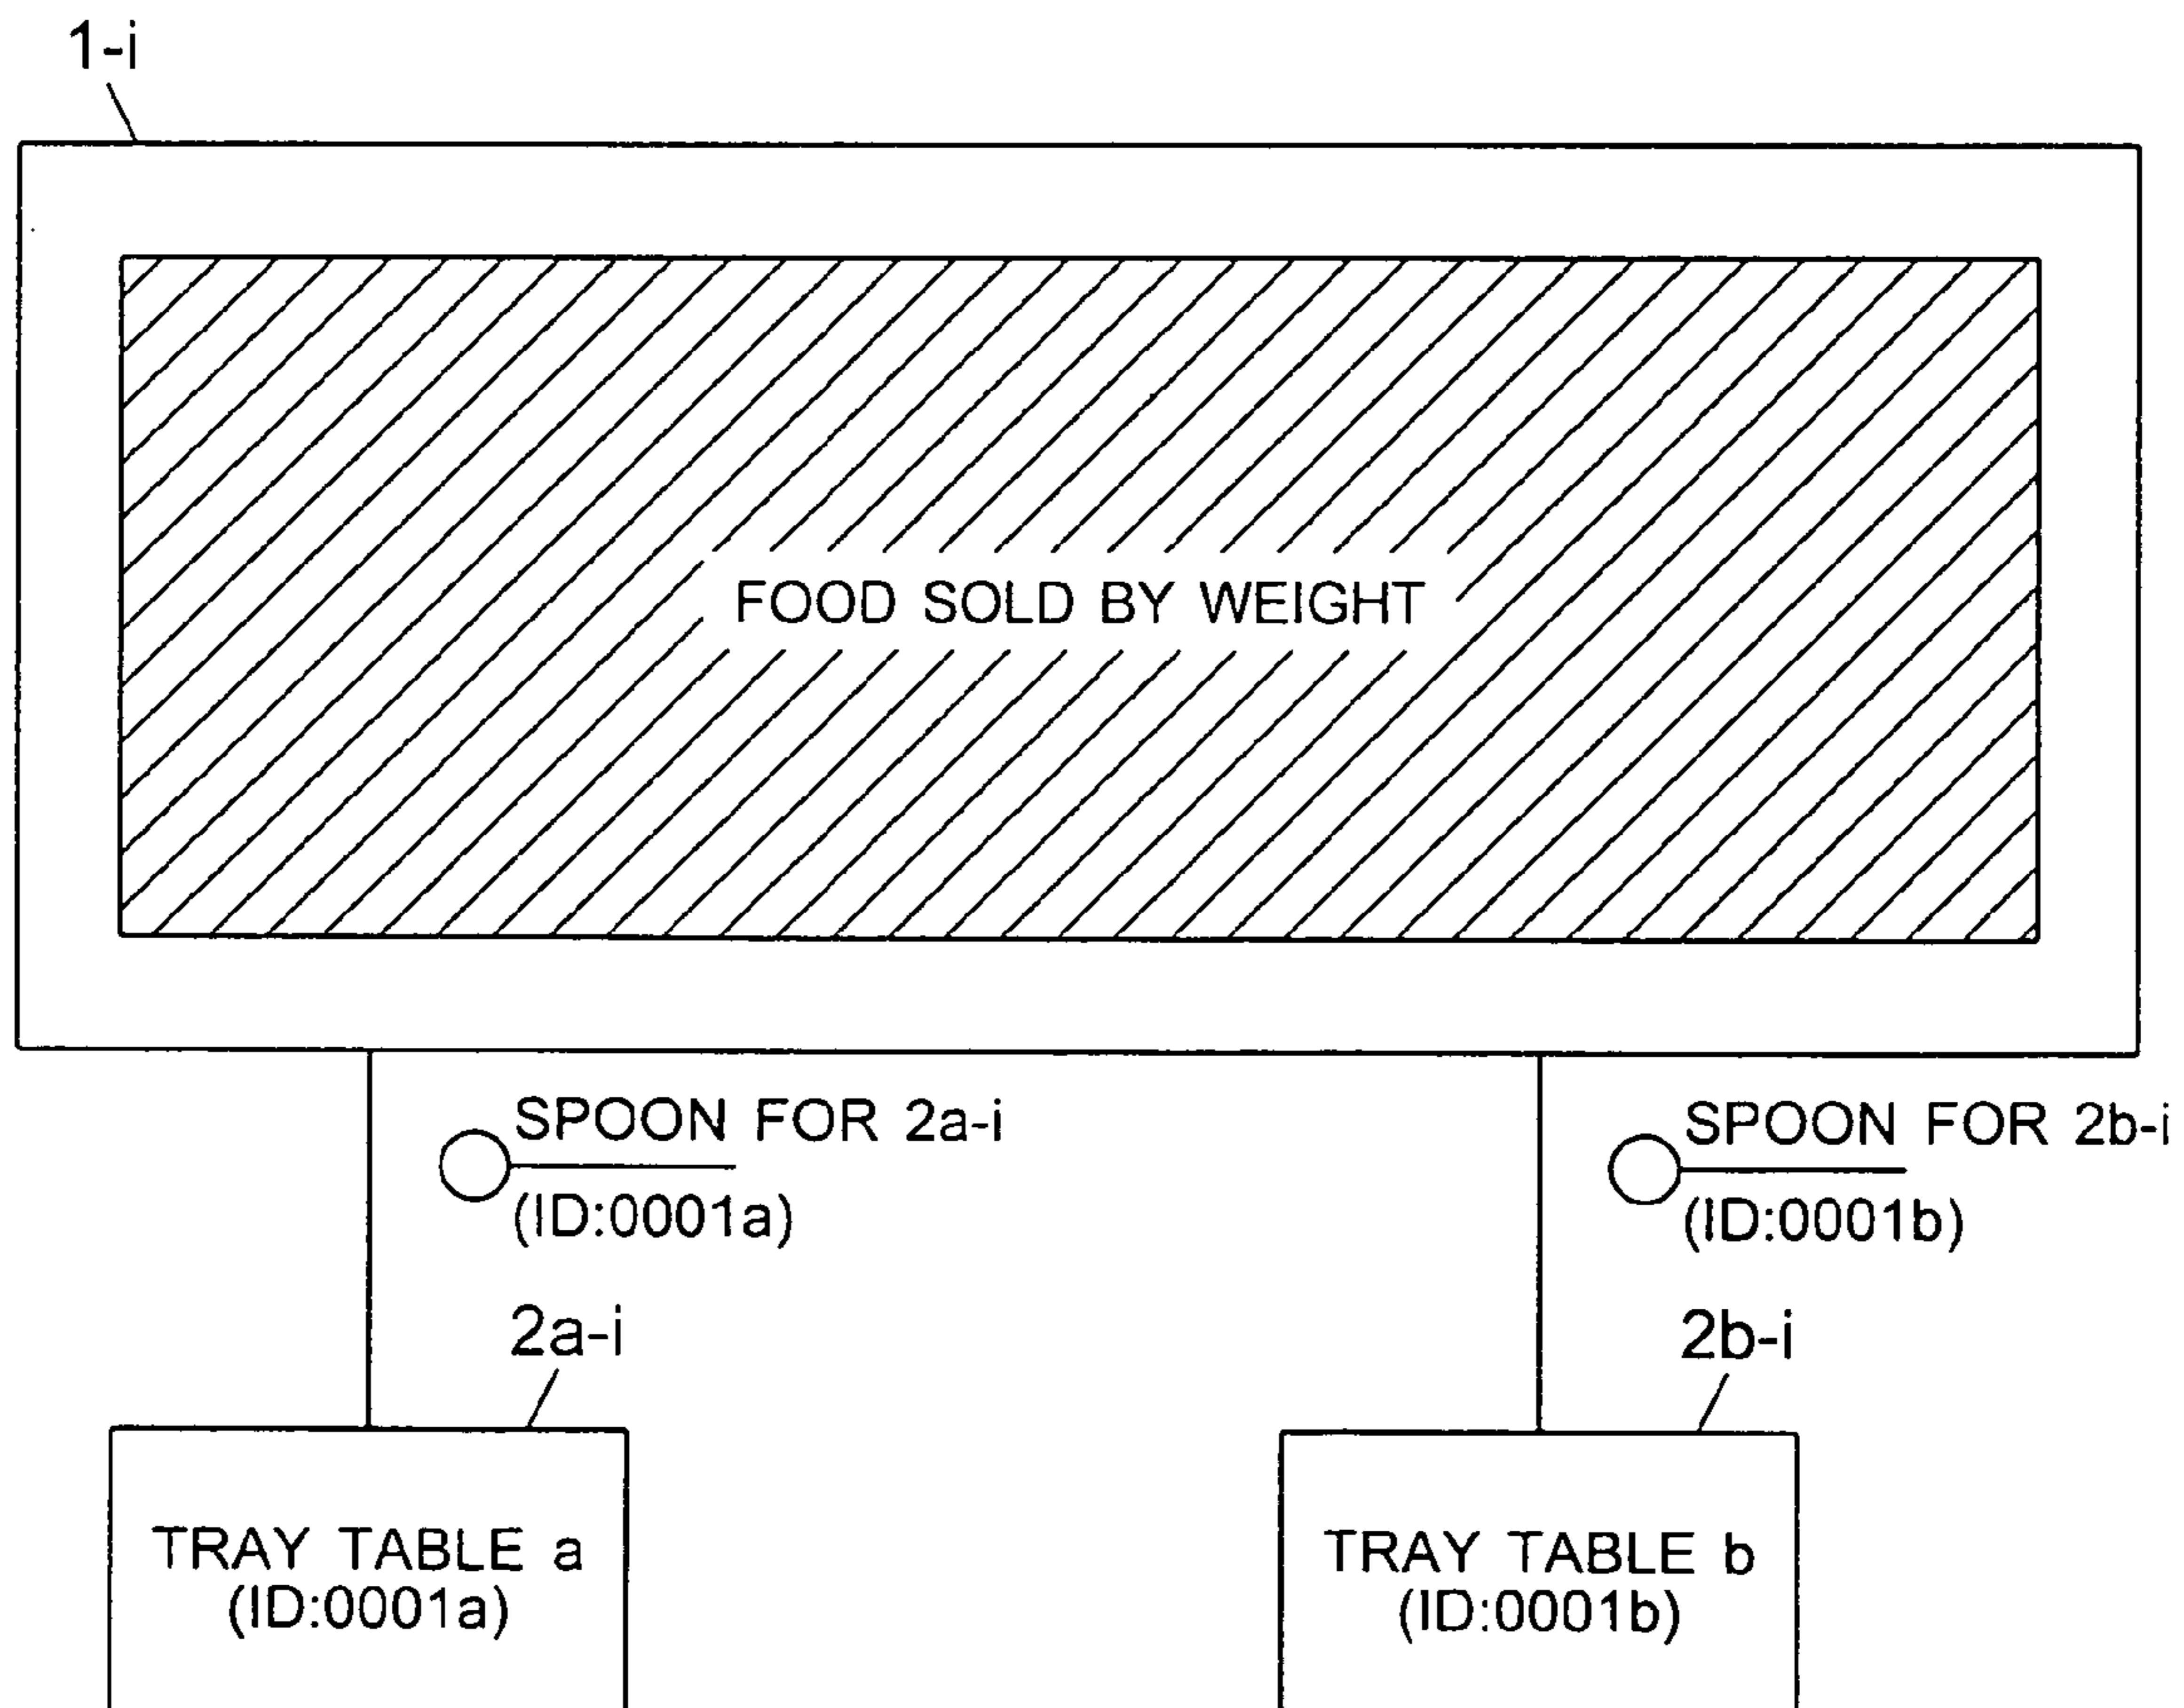 1-i
FOOD SOLD BY WEIGHT
SPOON FOR 2a-i
(ID:0001a)
SPOON FOR 2b-i
(ID:0001b)
2a-i
2b-i
TRAY TABLE a
(ID:0001a)
TRAY TABLE b
(ID:0001b)